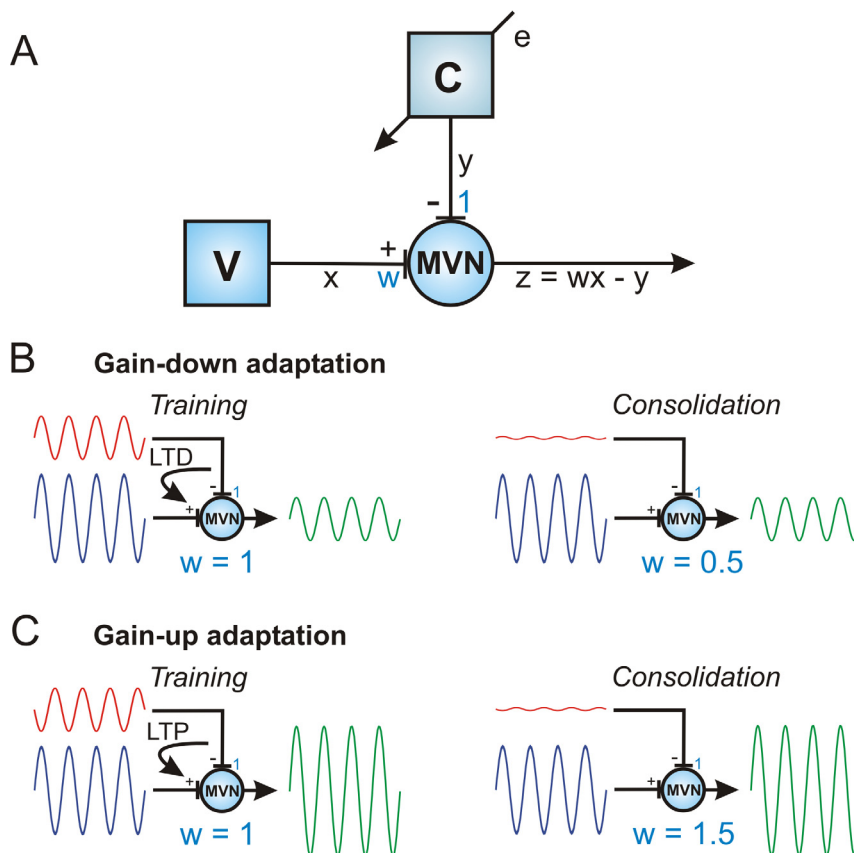 A
e
C
y
- 1
V
+
x
w
MVN
z = wx - y
B Gain-down adaptation
Training Consolidation
LTD
- 1 - 1
+ MVN + MVN
w = 1 w = 0.5
C Gain-up adaptation
Training Consolidation
LTP
- 1 - 1
+ MVN + MVN
w = 1 w = 1.5